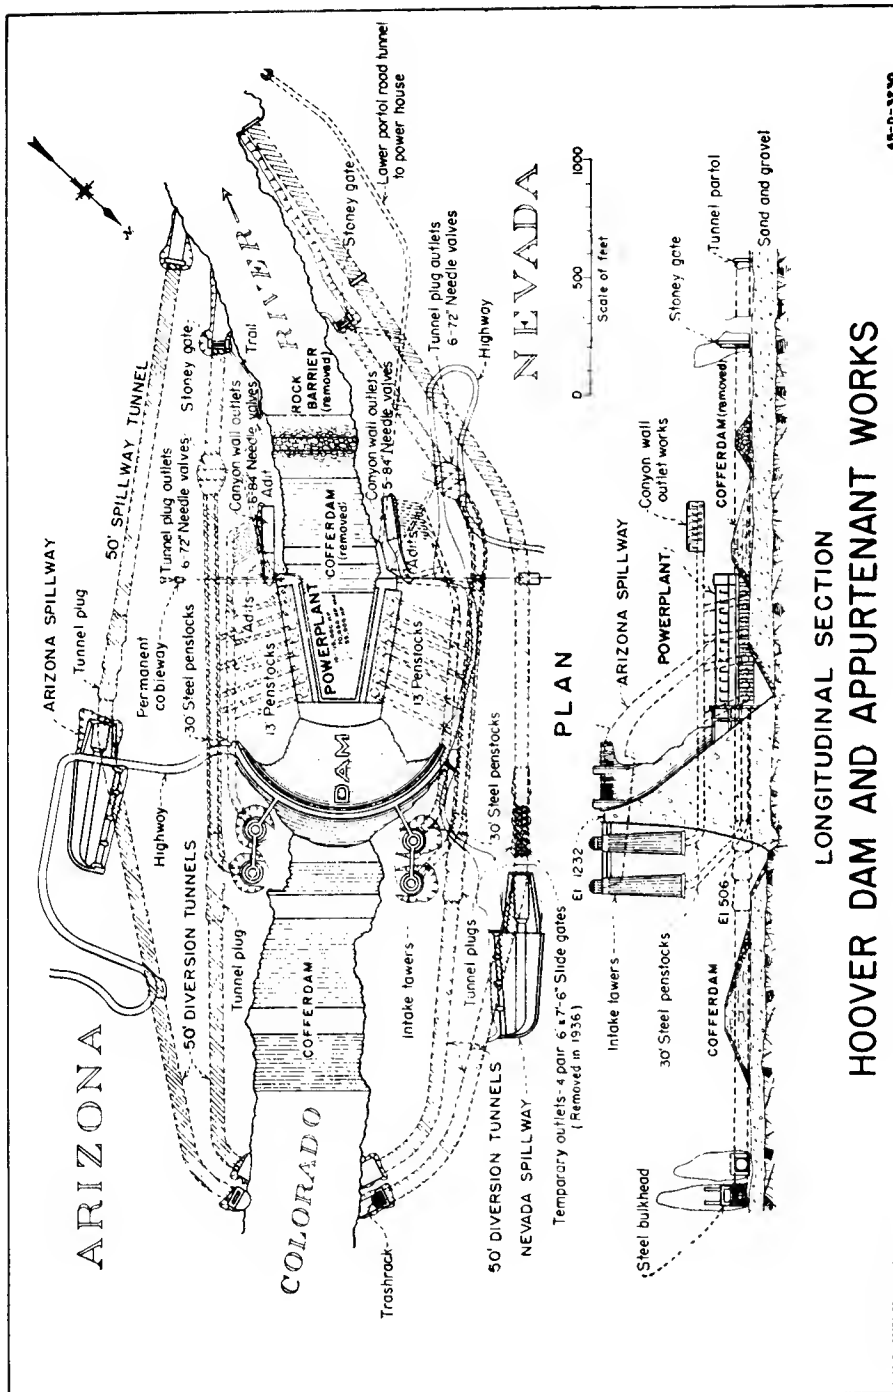 ARIZONA
ARIZONA SPILLWAY
Tunnel plug
50' SPILLWAY TUNNEL
Highway
Permanent
cableway
Tunnel plug outlets
6-72" Needle valves
Stoney gate
50' DIVERSION TUNNELS
30' Steel penstocks
Canyon wall outlets
6-84" Needle valves
Trail
Tunnel plug
Adits
Adit
13' Penstocks
COLORADO
RIVER
COFFERDAM
DAM
POWERPLANT
COFFERDAM
(removed)
ROCK
BARRIER
(removed)
Canyon wall outlets
5-84" Needle valves
Stoney gate
Lower portal road tunnel
to power house
13' Penstocks
Adits
Intake towers
Trashrack
Tunnel plug outlets
6-72" Needle valves
Highway
30' Steel penstocks
Tunnel plugs
50' DIVERSION TUNNELS
NEVADA SPILLWAY
Temporary outlets-4 pair 6'x7'-6" Slide gates
(Removed in 1936)
NEVADA
PLAN
0 500 1000
Scale of feet
Steel bulkhead
COFFERDAM
30' Steel penstocks
Intake towers
El 1232
El 506
ARIZONA SPILLWAY
POWERPLANT
Canyon wall
outlet works
COFFERDAM (removed)
Stoney gate
Tunnel portal
Sand and gravel
LONGITUDINAL SECTION
HOOVER DAM AND APPURTENANT WORKS